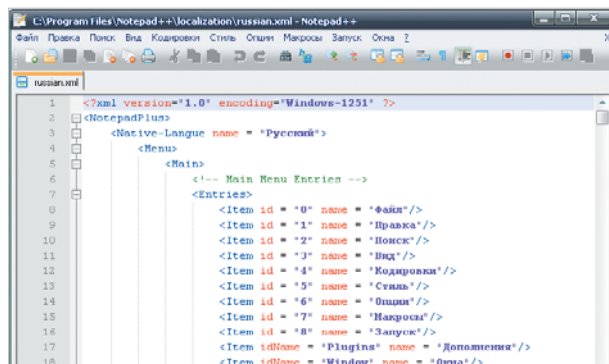 C:\Program Files\Notepad++\localization\russian.xml - Notepad++
Файл Правка Поиск Вид Кодировки Стиль Опции Макросы Запуск Окна ?
russian.xml
1 <?xml version="1.0" encoding="Windows-1251" ?>
2 <NotepadPlus>
3 <Native-Langue name = "Русский">
4 <Menu>
5 <Main>
6 <!-- Main Menu Entries -->
7 <Entries>
8 <Item id = "0" name = "Файл"/>
9 <Item id = "1" name = "Правка"/>
10 <Item id = "2" name = "Поиск"/>
11 <Item id = "3" name = "Вид"/>
12 <Item id = "4" name = "Кодировки"/>
13 <Item id = "5" name = "Стиль"/>
14 <Item id = "6" name = "Опции"/>
15 <Item id = "7" name = "Макросы"/>
16 <Item id = "8" name = "Запуск"/>
17 <Item idName = "Plugins" name = "Дополнения"/>
18 <Item idName = "Window" name = "Окна"/>